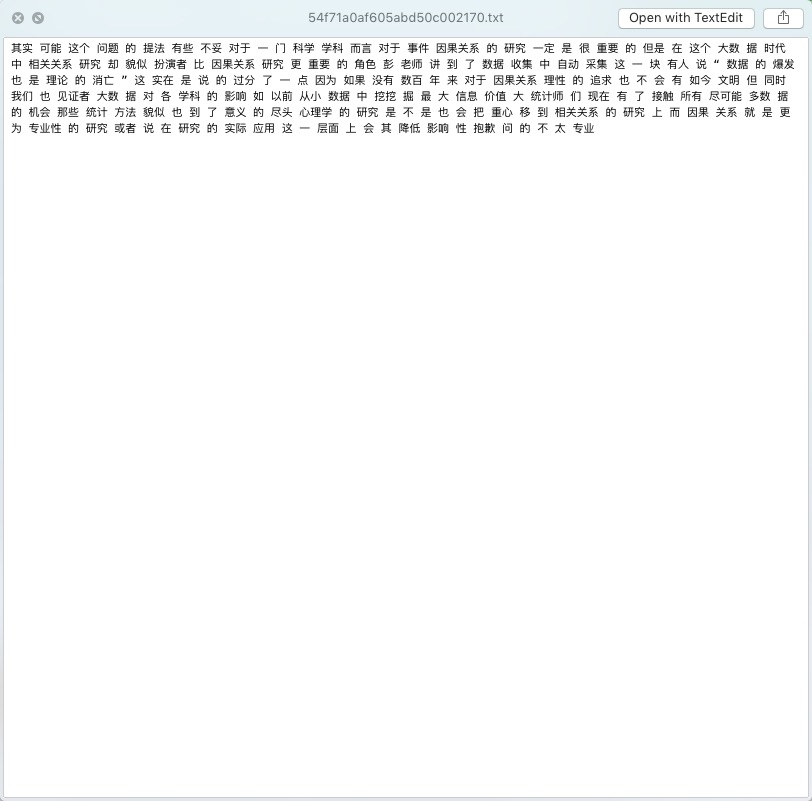 54f71a0af605abd50c002170.txt
Open with TextEdit
其实 可能 这个 问题 的 提法 有些 不妥 对于 一 门 科学 学科 而言 对于 事件 因果关系 的 研究 一定 是 很 重要 的 但是 在 这个 大数 据 时代
中 相关关系 研究 却 貌似 扮演者 比 因果关系 研究 更 重要 的 角色 彭 老师 讲 到 了 数据 收集 中 自动 采集 这 一 块 有人 说 “ 数据 的 爆发
也 是 理论 的 消亡 ” 这 实在 是 说 的 过分 了 一 点 因为 如果 没有 数百 年 来 对于 因果关系 理性 的 追求 也 不 会 有 如今 文明 但 同时
我们 也 见证者 大数 据 对 各 学科 的 影响 如 以前 从小 数据 中 挖挖 掘 最 大 信息 价值 大 统计师 们 现在 有 了 接触 所有 尽可能 多数 据
的 机会 那些 统计 方法 貌似 也 到 了 意义 的 尽头 心理学 的 研究 是 不 是 也 会 把 重心 移 到 相关关系 的 研究 上 而 因果 关系 就 是 更
为 专业性 的 研究 或者 说 在 研究 的 实际 应用 这 一 层面 上 会 其 降低 影响 性 抱歉 问 的 不 太 专业